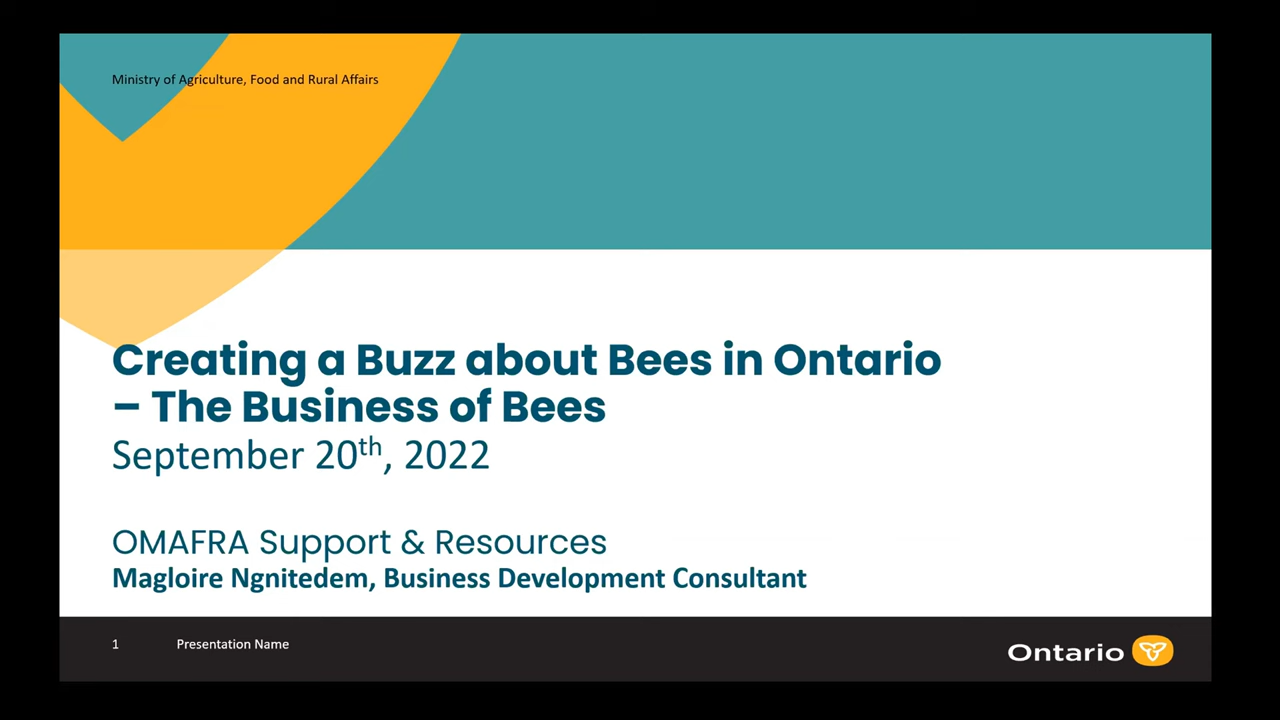 Ministry of Agriculture, Food and Rural Affairs
Creating a Buzz about Bees in Ontario
– The Business of Bees
September 20th, 2022
OMAFRA Support & Resources
Magloire Ngnitedem, Business Development Consultant
1 Presentation Name
Ontario